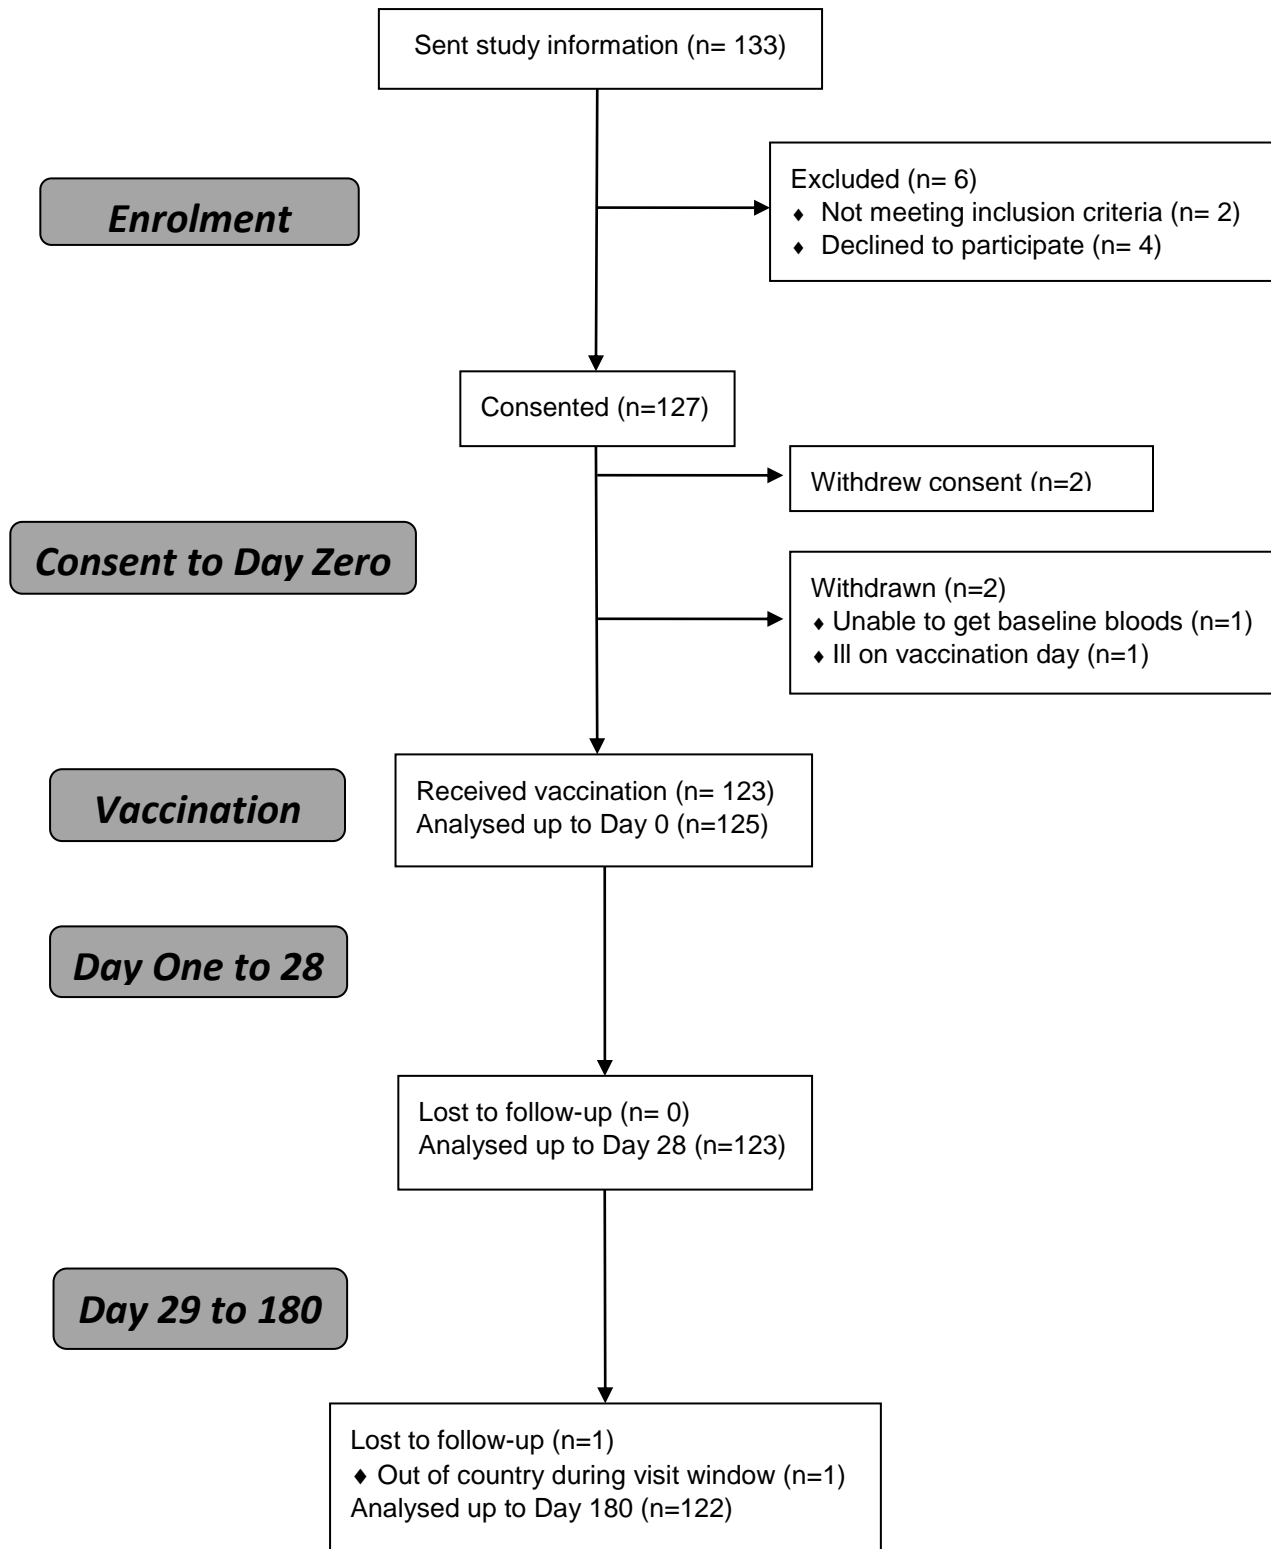 Sent study information (n= 133)
Enrolment
Excluded (n= 6)
♦ Not meeting inclusion criteria (n= 2)
♦ Declined to participate (n= 4)
Consented (n=127)
Withdrew consent (n=2)
Consent to Day Zero
Withdrawn (n=2)
♦ Unable to get baseline bloods (n=1)
♦ Ill on vaccination day (n=1)
Vaccination
Received vaccination (n= 123)
Analysed up to Day 0 (n=125)
Day One to 28
Lost to follow-up (n= 0)
Analysed up to Day 28 (n=123)
Day 29 to 180
Lost to follow-up (n=1)
♦ Out of country during visit window (n=1)
Analysed up to Day 180 (n=122)